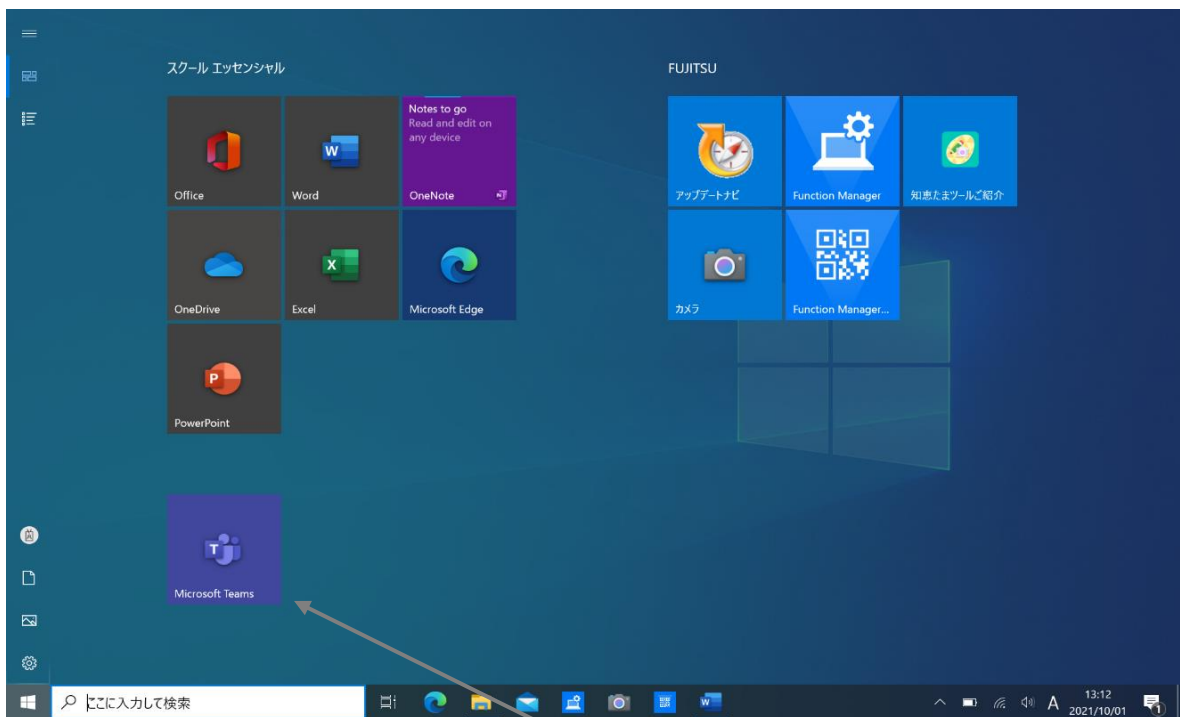 スクール エッセンシャル
FUJITSU
Office
Word
Notes to go
Read and edit on
any device
OneNote
アップデートナビ
Function Manager
知恵たまツールご紹介
OneDrive
Excel
Microsoft Edge
カメラ
Function Manager...
PowerPoint
Microsoft Teams
ここに入力して検索
A
13:12
2021/10/01
1